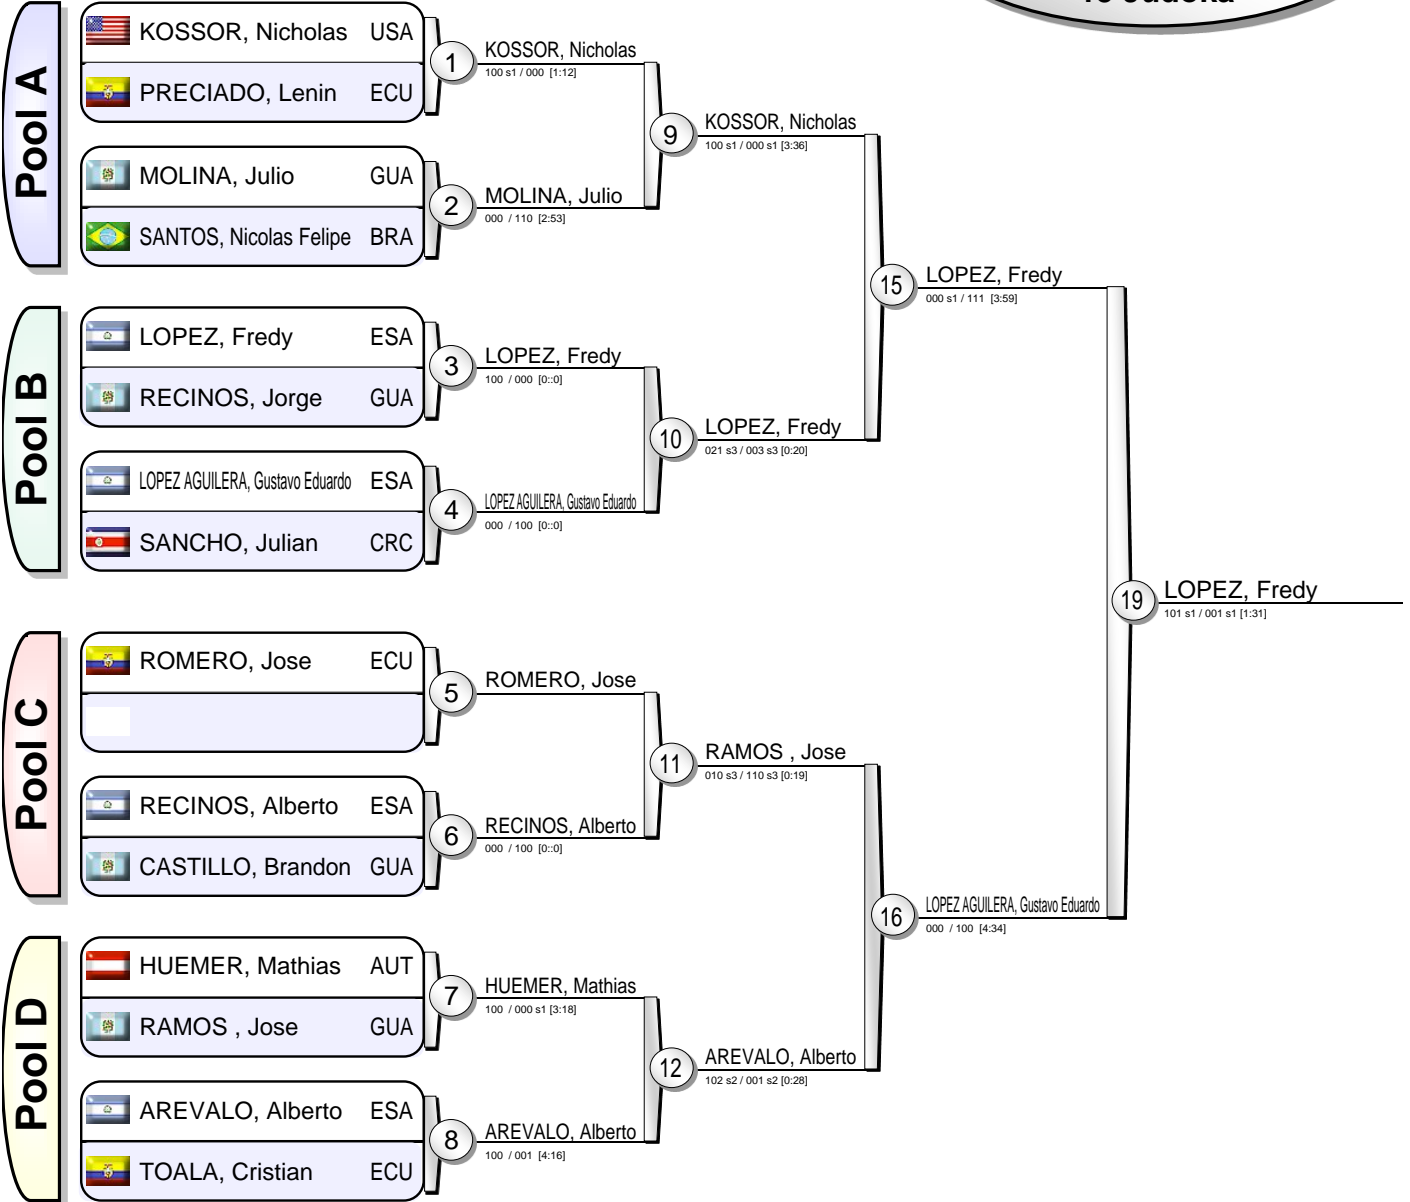 Pool A
KOSSOR, Nicholas USA
PRECIADO, Lenin ECU
1
KOSSOR, Nicholas
100 s1 / 000 [1:12]
MOLINA, Julio GUA
SANTOS, Nicolas Felipe BRA
2
MOLINA, Julio
000 / 110 [2:53]
9
KOSSOR, Nicholas
100 s1 / 000 s1 [3:36]
Pool B
LOPEZ, Fredy ESA
RECINOS, Jorge GUA
3
LOPEZ, Fredy
100 / 000 [0::0]
LOPEZ AGUILERA, Gustavo Eduardo ESA
SANCHO, Julian CRC
4
LOPEZ AGUILERA, Gustavo Eduardo
000 / 100 [0::0]
10
LOPEZ, Fredy
021 s3 / 003 s3 [0:20]
15
LOPEZ, Fredy
000 s1 / 111 [3:59]
Pool C
ROMERO, Jose ECU
5
ROMERO, Jose
RECINOS, Alberto ESA
CASTILLO, Brandon GUA
6
RECINOS, Alberto
000 / 100 [0::0]
11
RAMOS , Jose
010 s3 / 110 s3 [0:19]
Pool D
HUEMER, Mathias AUT
RAMOS , Jose GUA
7
HUEMER, Mathias
100 / 000 s1 [3:18]
AREVALO, Alberto ESA
TOALA, Cristian ECU
8
AREVALO, Alberto
100 / 001 [4:16]
12
AREVALO, Alberto
102 s2 / 001 s2 [0:28]
16
LOPEZ AGUILERA, Gustavo Eduardo
000 / 100 [4:34]
19
LOPEZ, Fredy
101 s1 / 001 s1 [1:31]